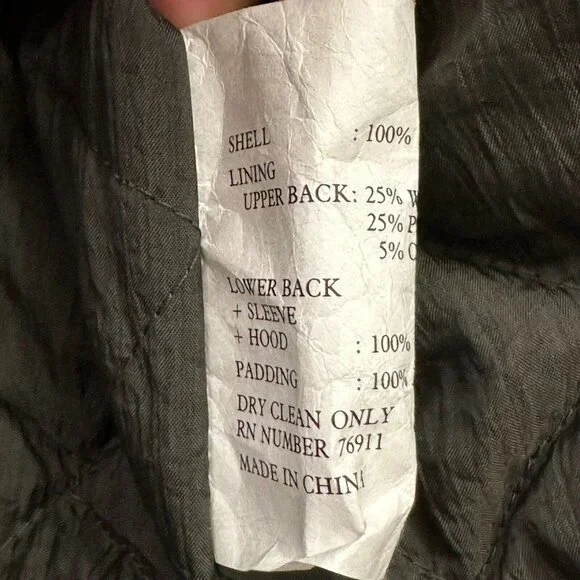 SHELL : 100%
LINING
UPPER BACK: 25% W
25% P
5% C
LOWER BACK
+ SLEEVE
+ HOOD : 100%
PADDING : 100%
DRY CLEAN ONLY
RN NUMBER 76911
MADE IN CHINA